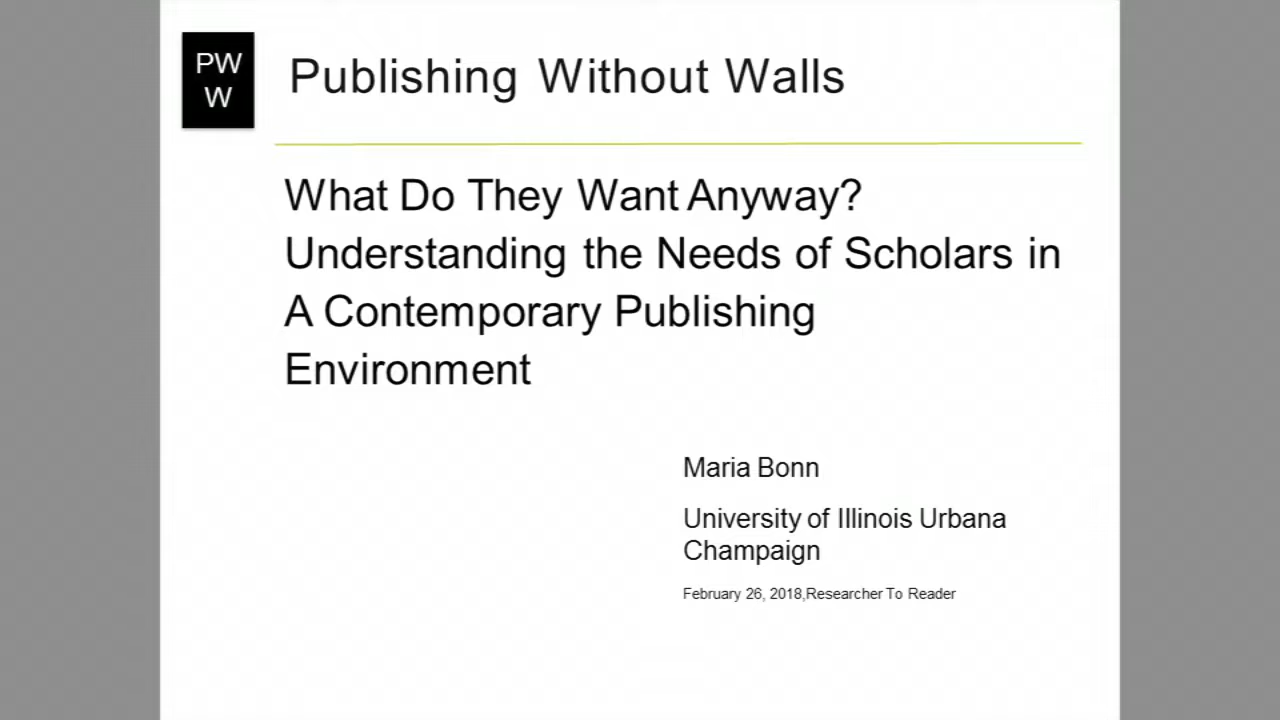 PW
W
Publishing Without Walls
What Do They Want Anyway?
Understanding the Needs of Scholars in
A Contemporary Publishing
Environment
Maria Bonn
University of Illinois Urbana
Champaign
February 26, 2018,Researcher To Reader